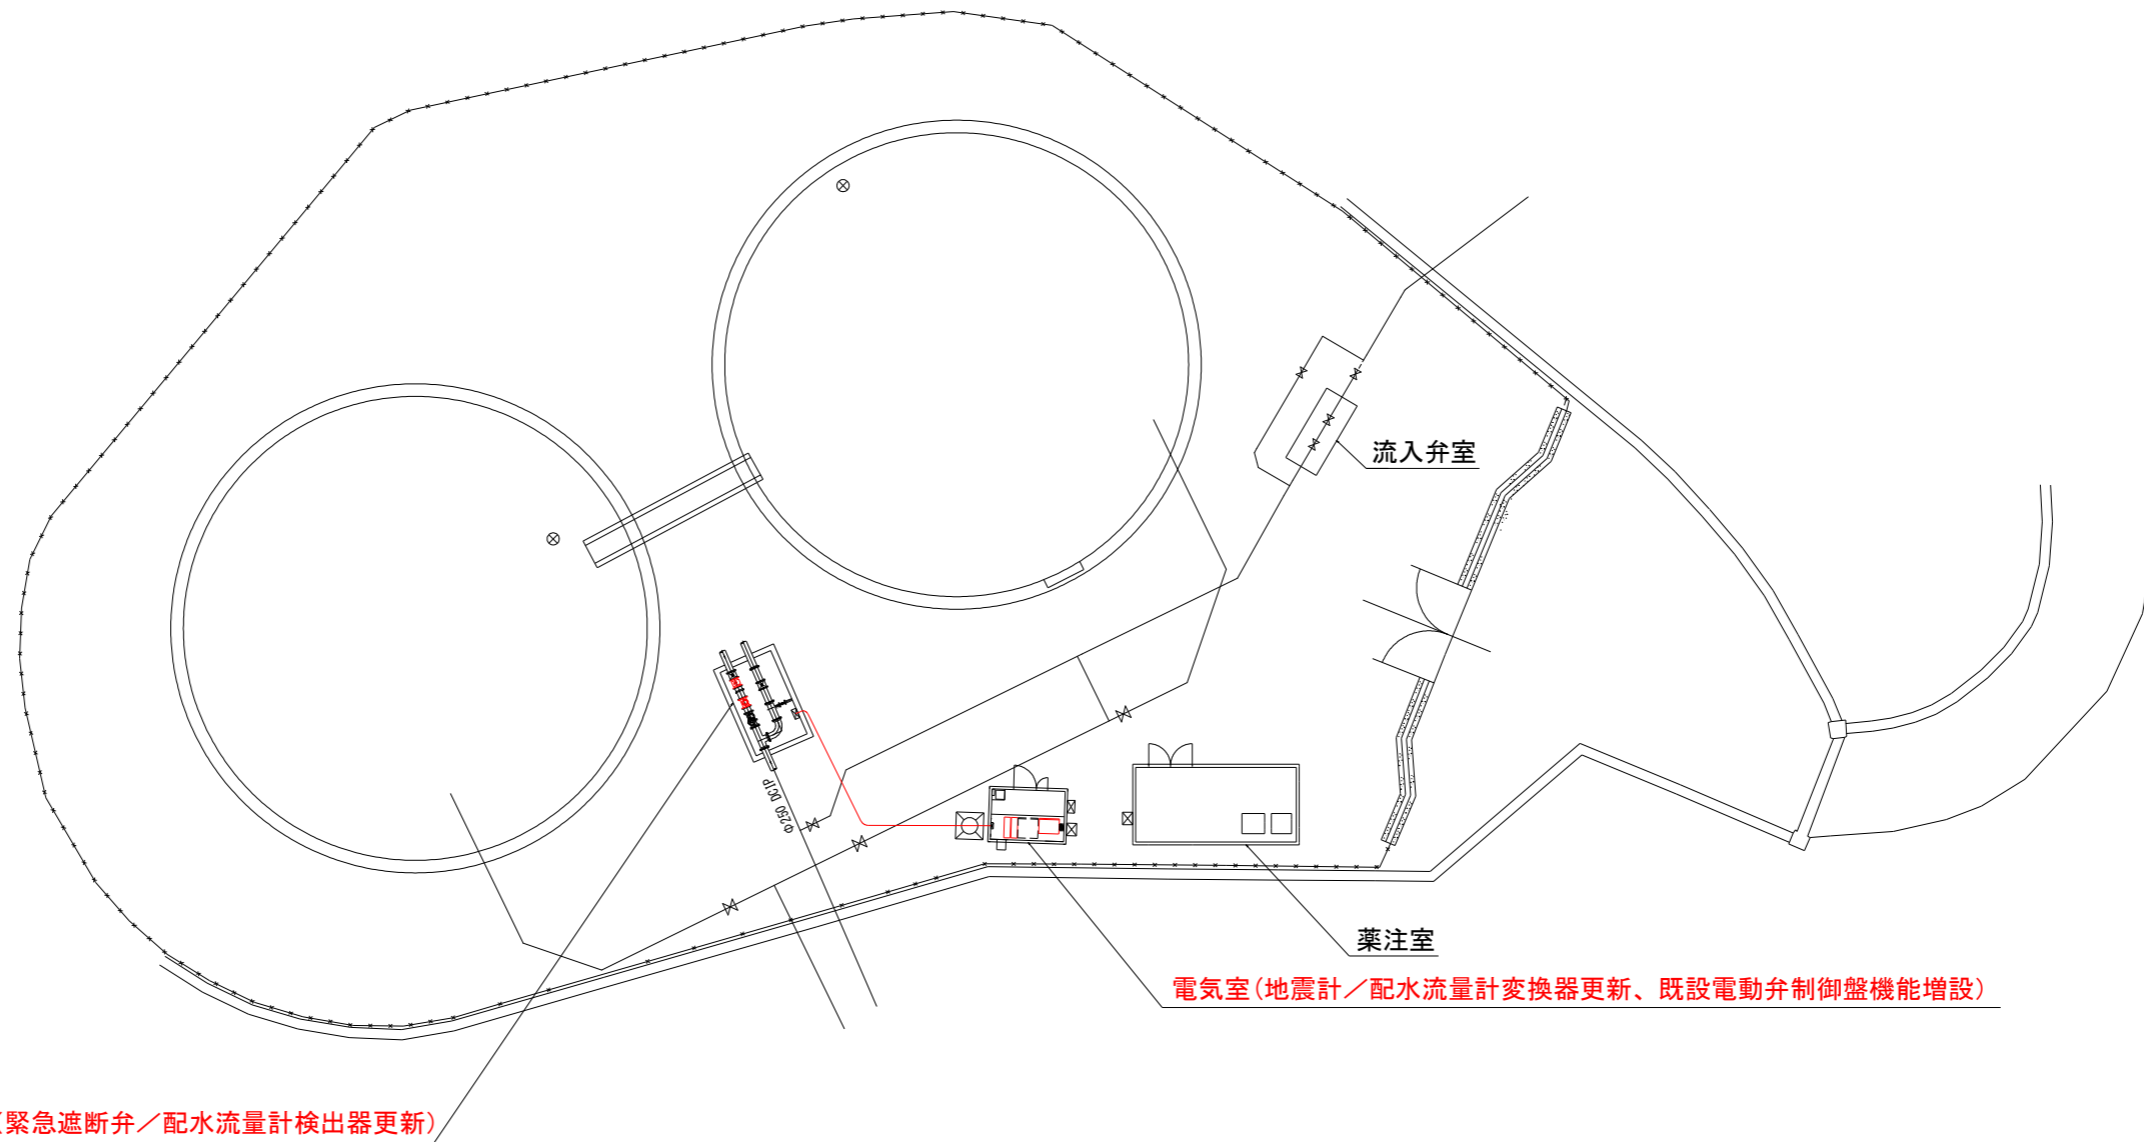 流入弁室
Φ250 DCIP
薬注室
電気室(地震計／配水流量計変換器更新、既設電動弁制御盤機能増設)
(緊急遮断弁／配水流量計検出器更新)